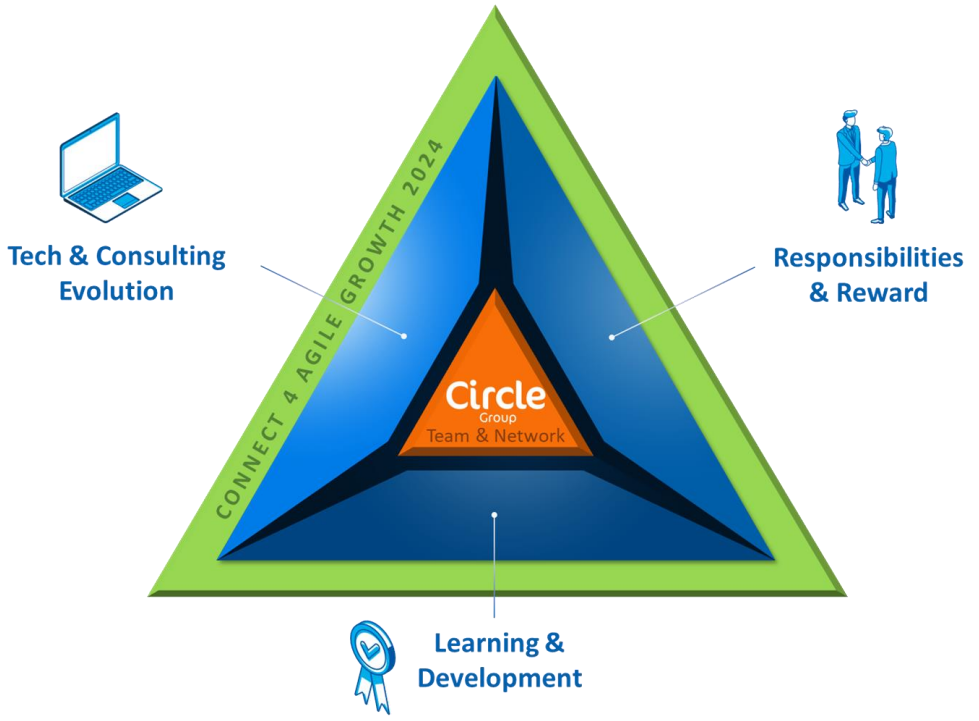 CONNECT 4 AGILE GROWTH 2024
Tech & Consulting
Evolution
Responsibilities
& Reward
Circle
Group
Team & Network
Learning &
Development